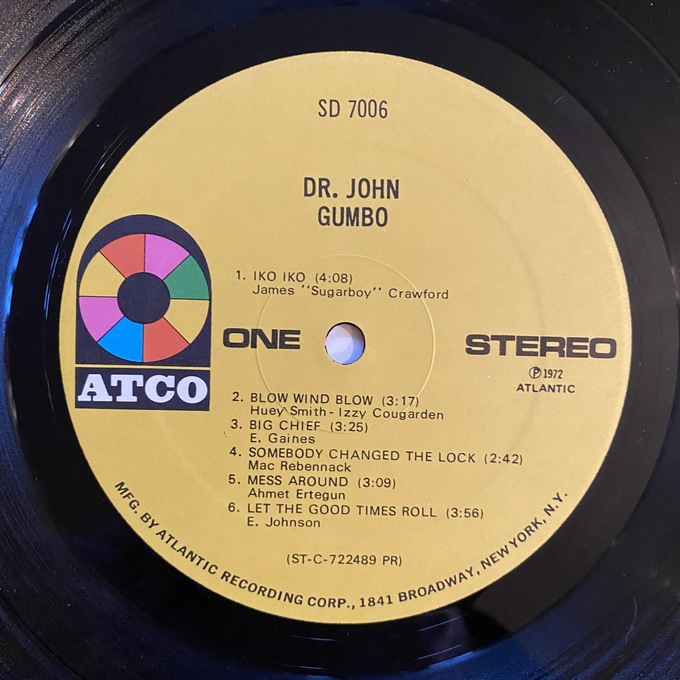 SD 7006
DR. JOHN
GUMBO
1. IKO IKO (4:08)
James "Sugarboy" Crawford
ATCO
ONE
STEREO
Ⓟ1972
ATLANTIC
2. BLOW WIND BLOW (3:17)
Huey Smith - Izzy Cougarden
3. BIG CHIEF (3:25)
E. Gaines
4. SOMEBODY CHANGED THE LOCK (2:42)
Mac Rebennack
5. MESS AROUND (3:09)
Ahmet Ertegun
6. LET THE GOOD TIMES ROLL (3:56)
E. Johnson
(ST-C-722489 PR)
MFG. BY ATLANTIC RECORDING CORP., 1841 BROADWAY, NEW YORK, N.Y.